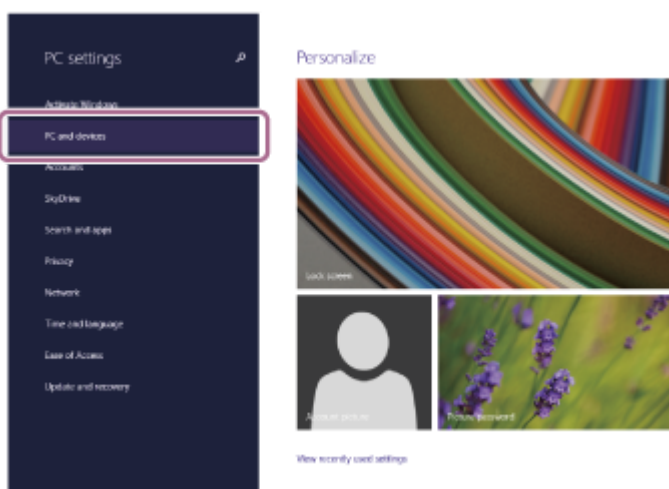 PC settings
Activate Windows
PC and devices
Accounts
SkyDrive
Search and apps
Privacy
Network
Time and language
Ease of Access
Update and recovery
Personalize
Lock screen
Account picture
Picture password
View recently used settings